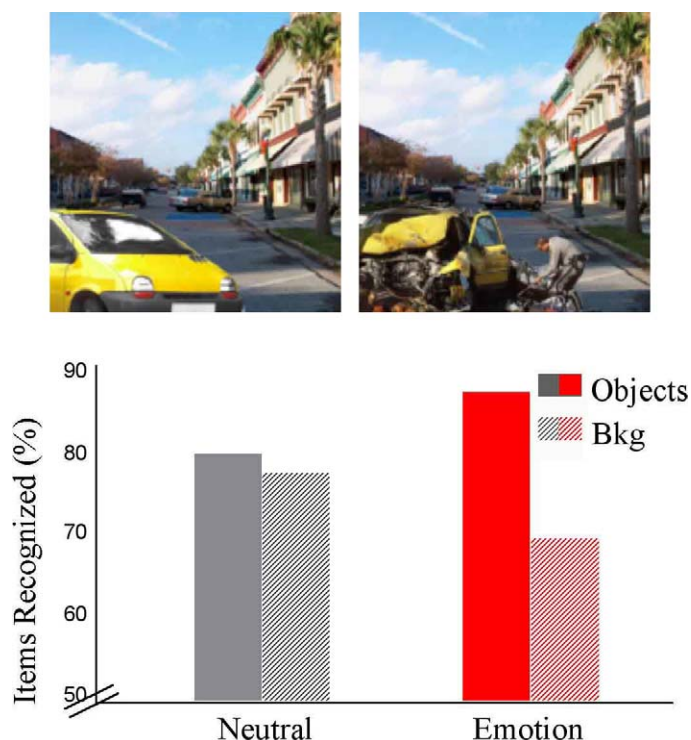 90
80
70
60
50
Items Recognized (%)
Objects
Bkg
Neutral
Emotion